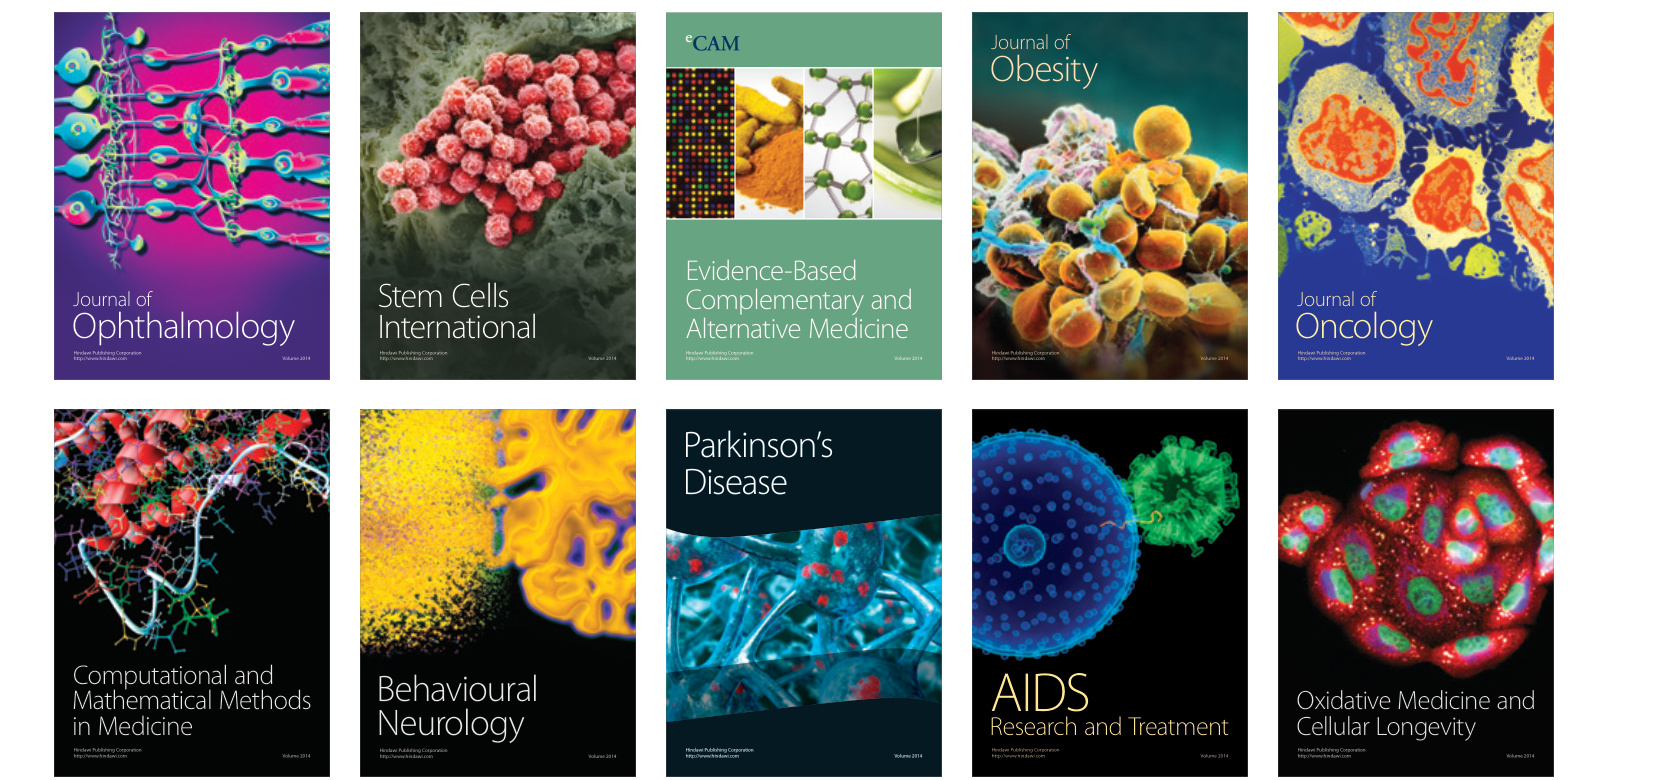 Journal of
Ophthalmology
Hindawi Publishing Corporation
http://www.hindawi.com
Volume 2014
Stem Cells
International
Hindawi Publishing Corporation
http://www.hindawi.com
Volume 2014
eCAM
Evidence-Based
Complementary and
Alternative Medicine
Hindawi Publishing Corporation
http://www.hindawi.com
Volume 2014
Journal of
Obesity
Hindawi Publishing Corporation
http://www.hindawi.com
Volume 2014
Journal of
Oncology
Hindawi Publishing Corporation
http://www.hindawi.com
Volume 2014
Computational and
Mathematical Methods
in Medicine
Hindawi Publishing Corporation
http://www.hindawi.com
Volume 2014
Behavioural
Neurology
Hindawi Publishing Corporation
http://www.hindawi.com
Volume 2014
Parkinson's
Disease
Hindawi Publishing Corporation
http://www.hindawi.com
Volume 2014
AIDS
Research and Treatment
Hindawi Publishing Corporation
http://www.hindawi.com
Volume 2014
Oxidative Medicine and
Cellular Longevity
Hindawi Publishing Corporation
http://www.hindawi.com
Volume 2014